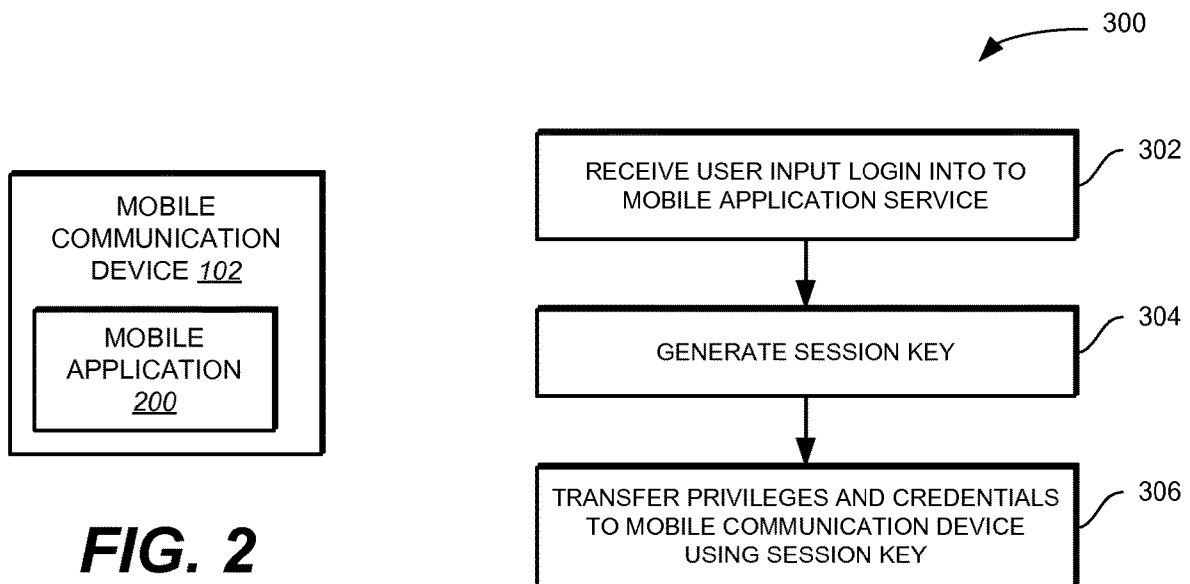 300
MOBILE
COMMUNICATION
DEVICE 102
MOBILE
APPLICATION
200
FIG. 2
RECEIVE USER INPUT LOGIN INTO TO
MOBILE APPLICATION SERVICE
302
GENERATE SESSION KEY
304
TRANSFER PRIVILEGES AND CREDENTIALS
TO MOBILE COMMUNICATION DEVICE
USING SESSION KEY
306